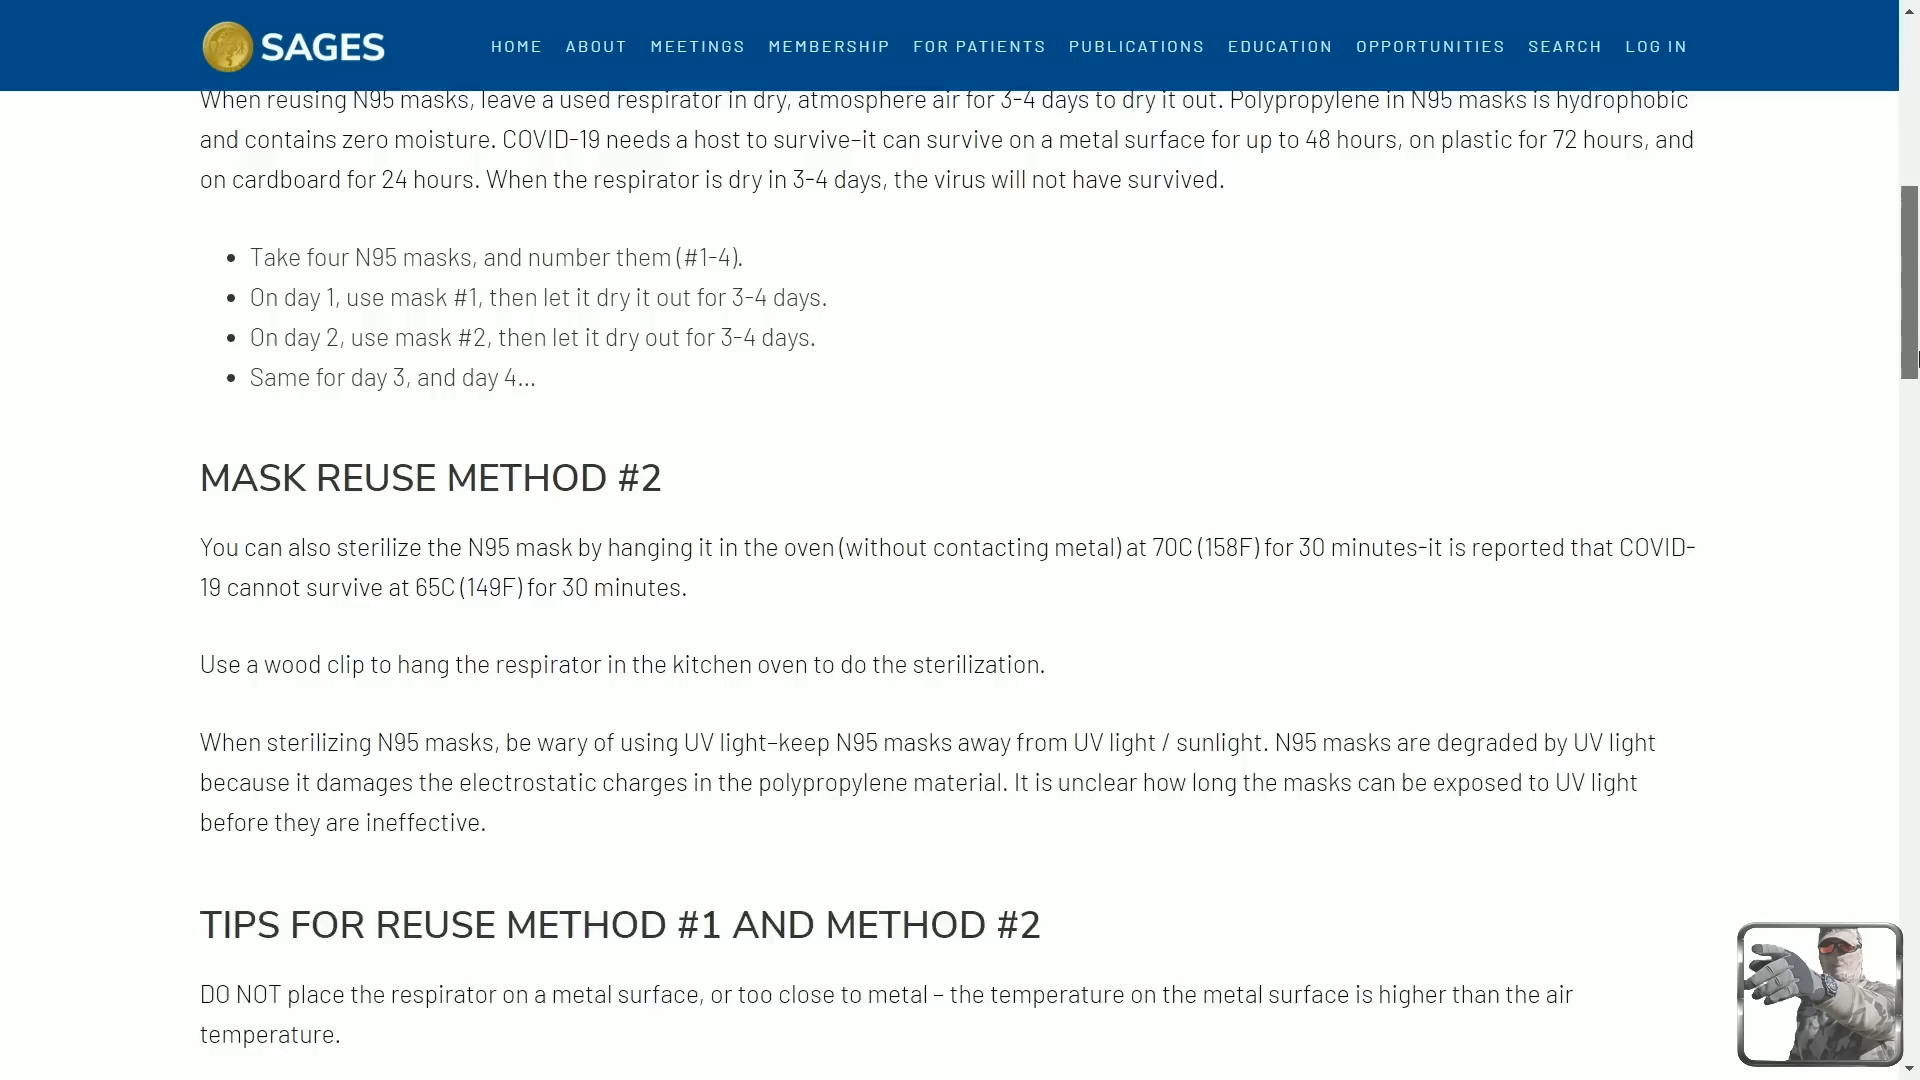 SAGES
HOME ABOUT MEETINGS MEMBERSHIP FOR PATIENTS PUBLICATIONS EDUCATION OPPORTUNITIES SEARCH LOG IN
When reusing N95 masks, leave a used respirator in dry, atmosphere air for 3-4 days to dry it out. Polypropylene in N95 masks is hydrophobic
and contains zero moisture. COVID-19 needs a host to survive–it can survive on a metal surface for up to 48 hours, on plastic for 72 hours, and
on cardboard for 24 hours. When the respirator is dry in 3-4 days, the virus will not have survived.
• Take four N95 masks, and number them (#1-4).
• On day 1, use mask #1, then let it dry it out for 3-4 days.
• On day 2, use mask #2, then let it dry out for 3-4 days.
• Same for day 3, and day 4...
MASK REUSE METHOD #2
You can also sterilize the N95 mask by hanging it in the oven (without contacting metal) at 70C (158F) for 30 minutes-it is reported that COVID-
19 cannot survive at 65C (149F) for 30 minutes.
Use a wood clip to hang the respirator in the kitchen oven to do the sterilization.
When sterilizing N95 masks, be wary of using UV light–keep N95 masks away from UV light / sunlight. N95 masks are degraded by UV light
because it damages the electrostatic charges in the polypropylene material. It is unclear how long the masks can be exposed to UV light
before they are ineffective.
TIPS FOR REUSE METHOD #1 AND METHOD #2
DO NOT place the respirator on a metal surface, or too close to metal – the temperature on the metal surface is higher than the air
temperature.